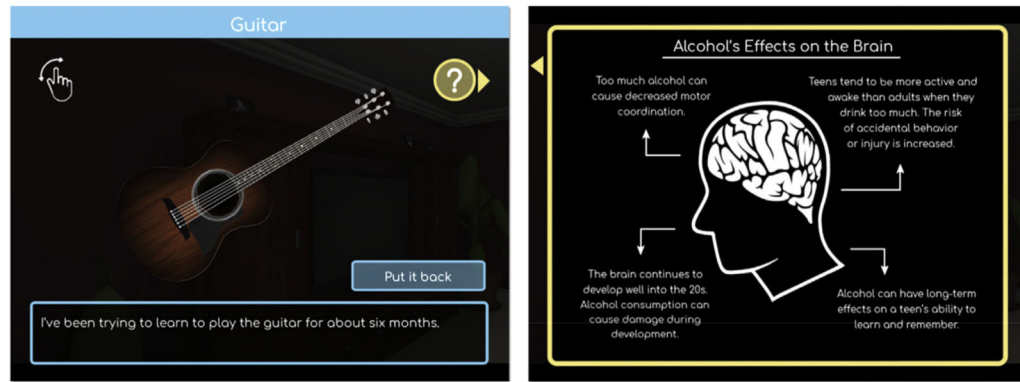 Guitar
?
Put it back
I've been trying to learn to play the guitar for about six months.
Alcohol's Effects on the Brain
Too much alcohol can
cause decreased motor
coordination.
Teens tend to be more active and
awake than adults when they
drink too much. The risk
of accidental behavior
or injury is increased.
The brain continues to
develop well into the 20s.
Alcohol consumption can
cause damage during
development.
Alcohol can have long-term
effects on a teen's ability to
learn and remember.